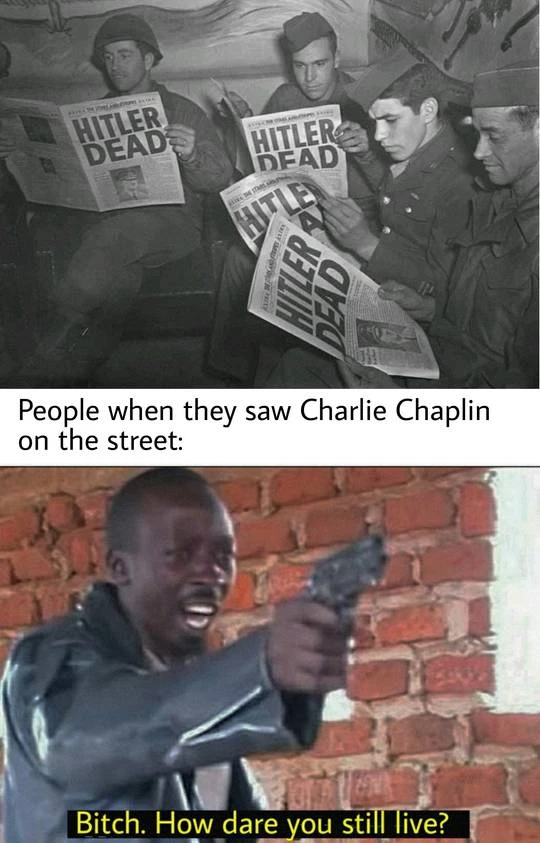 HITLER
DEAD
HITLER
DEAD
HITLER
HITLER
DEAD
People when they saw Charlie Chaplin
on the street:
Bitch. How dare you still live?